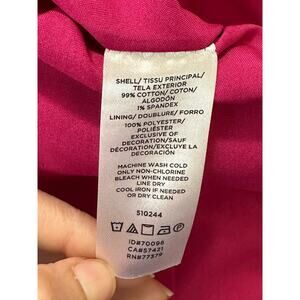 SHELL/ TISSU PRINCIPAL/
TELA EXTERIOR
99% COTTON/ COTON/
ALGODÓN
1% SPANDEX
LINING/ DOUBLURE/ FORRO
100% POLYESTER/
POLIÉSTER
EXCLUSIVE OF
DECORATION/SAUF
DÉCORATION/EXCLUYE LA
DECORACIÓN
MACHINE WASH COLD
ONLY NON-CHLORINE
BLEACH WHEN NEEDED
LINE DRY
COOL IRON IF NEEDED
OR DRY CLEAN
510244
ID#70096
CA#57421
RN#77379